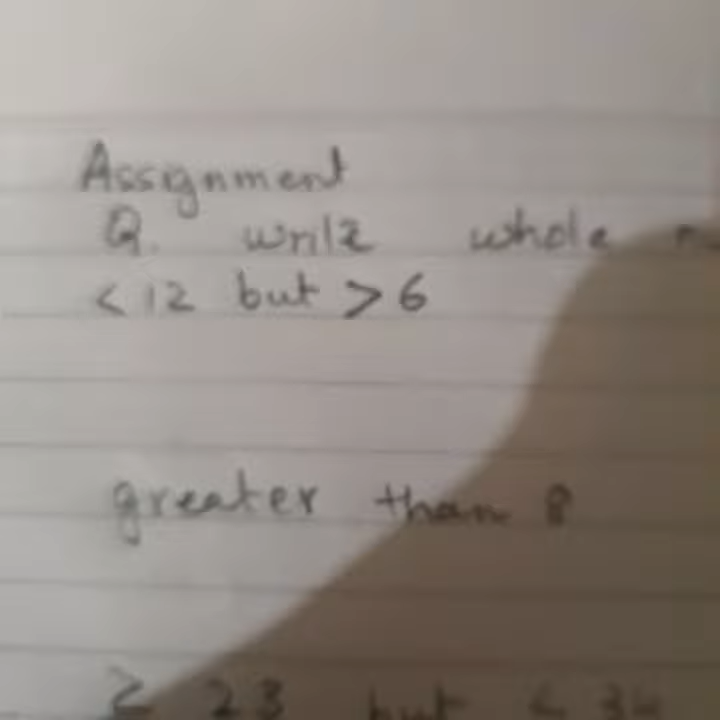 Assignment
Q. write whole
< 12 but > 6
greater than 8
≥ 23 but < 34